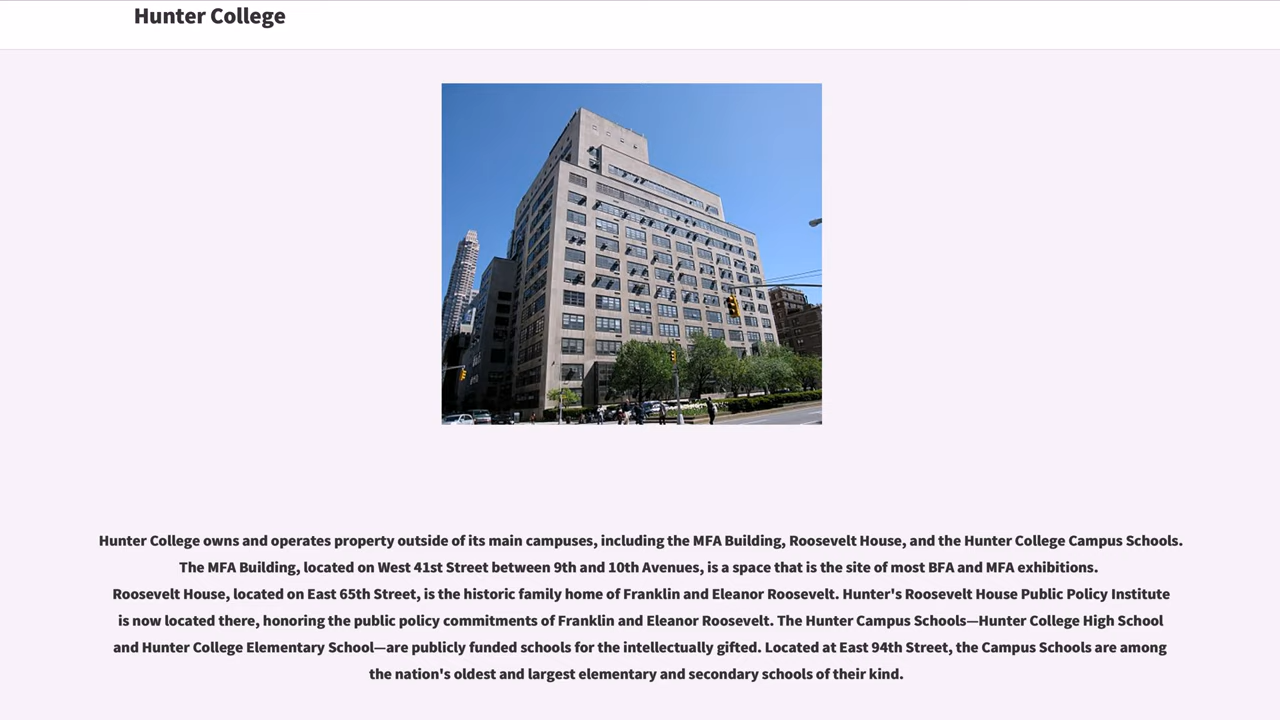 Hunter College
Hunter College owns and operates property outside of its main campuses, including the MFA Building, Roosevelt House, and the Hunter College Campus Schools.
The MFA Building, located on West 41st Street between 9th and 10th Avenues, is a space that is the site of most BFA and MFA exhibitions.
Roosevelt House, located on East 65th Street, is the historic family home of Franklin and Eleanor Roosevelt. Hunter's Roosevelt House Public Policy Institute
is now located there, honoring the public policy commitments of Franklin and Eleanor Roosevelt. The Hunter Campus Schools—Hunter College High School
and Hunter College Elementary School—are publicly funded schools for the intellectually gifted. Located at East 94th Street, the Campus Schools are among
the nation's oldest and largest elementary and secondary schools of their kind.